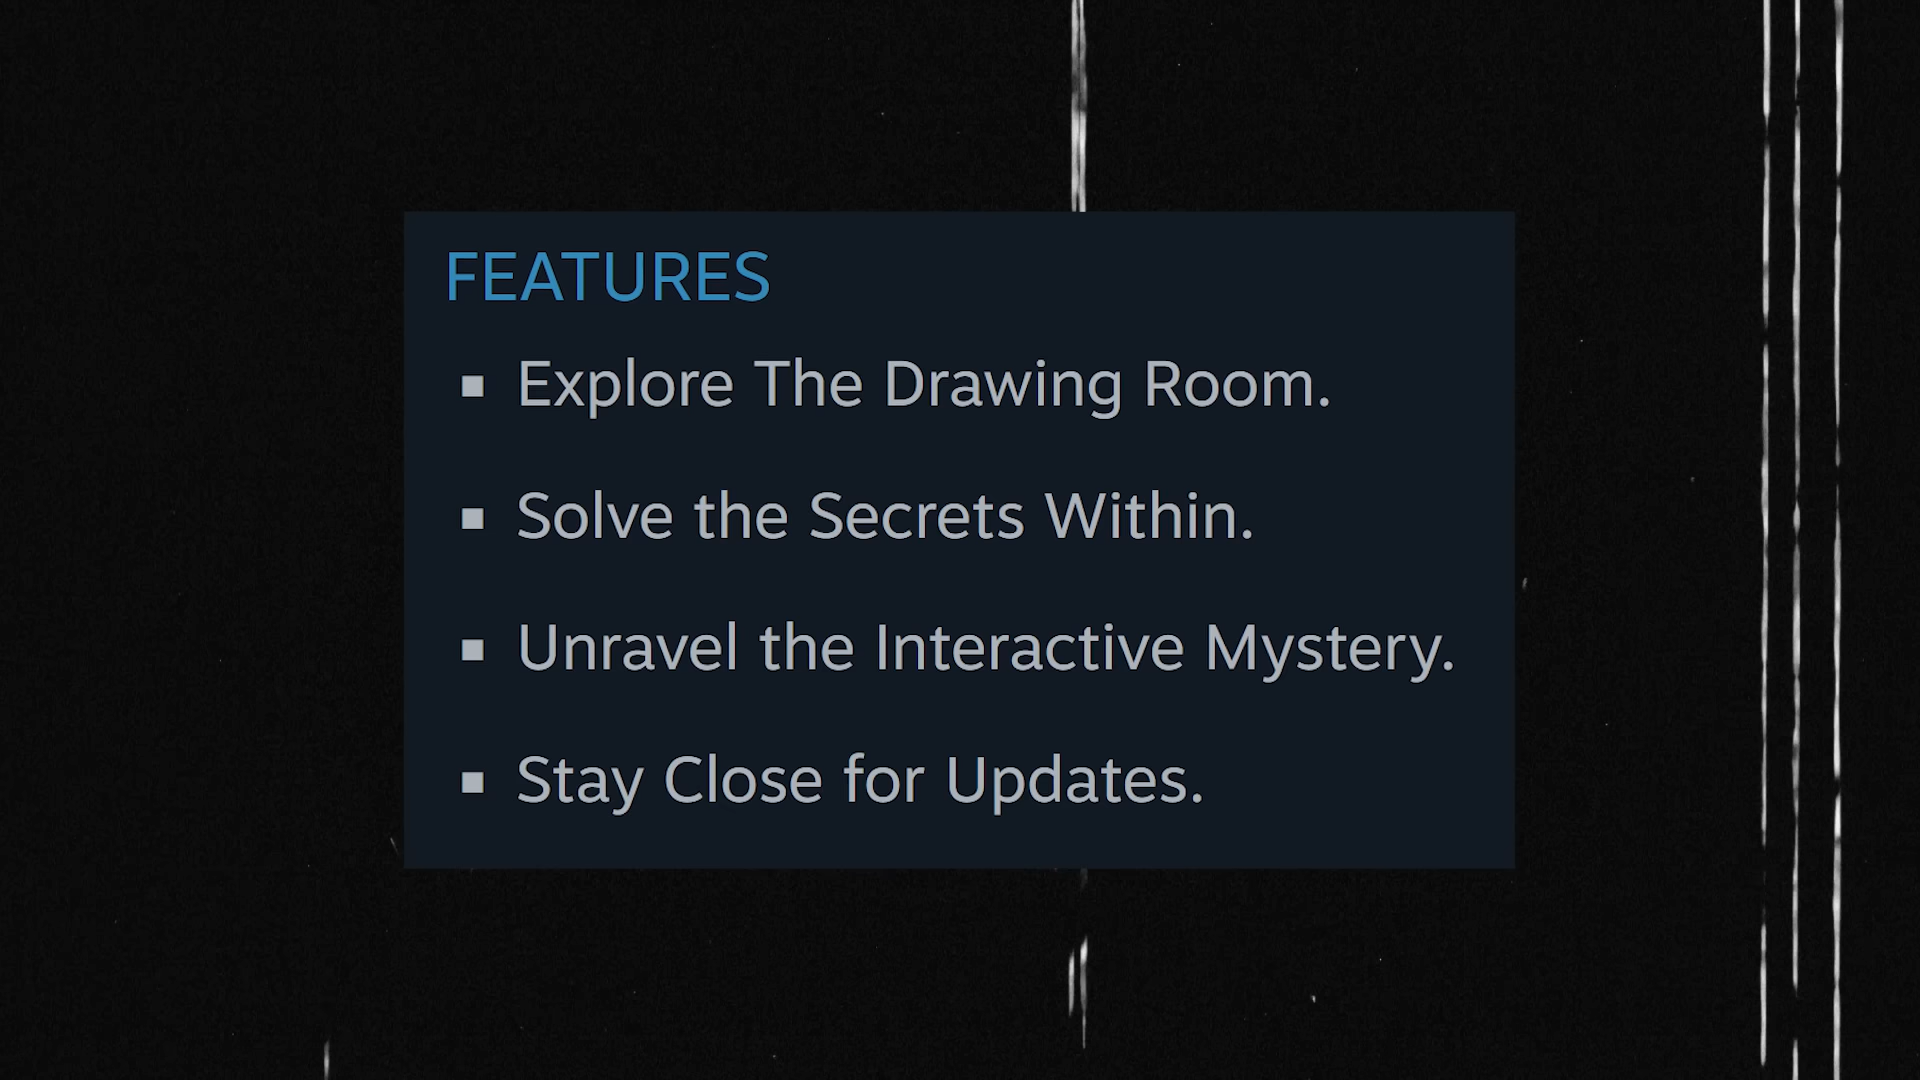 FEATURES
Explore The Drawing Room.
Solve the Secrets Within.
Unravel the Interactive Mystery.
Stay Close for Updates.